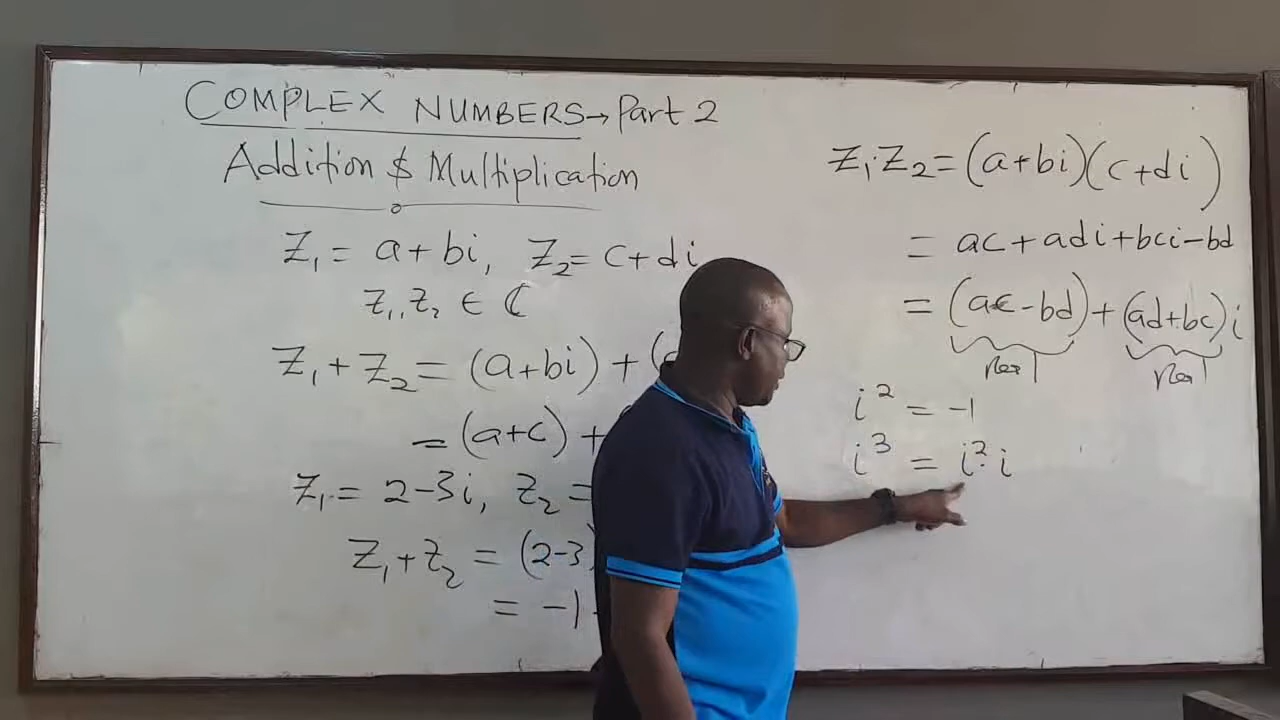 COMPLEX NUMBERS → Part 2
Addition & Multiplication
Z₁ = a+bi, Z₂ = c+di
Z₁, Z₂ ∈ ℂ
Z₁ + Z₂ = (a+bi) + (
= (a+c) +
Z₁ = 2-3i, Z₂ =
Z₁ + Z₂ = (2-3)
= -1
Z₁·Z₂ = (a+bi)(c+di)
= ac+adi+bci-bd
= (ac-bd) + (ad+bc)i
Real Real
i² = -1
i³ = i²·i